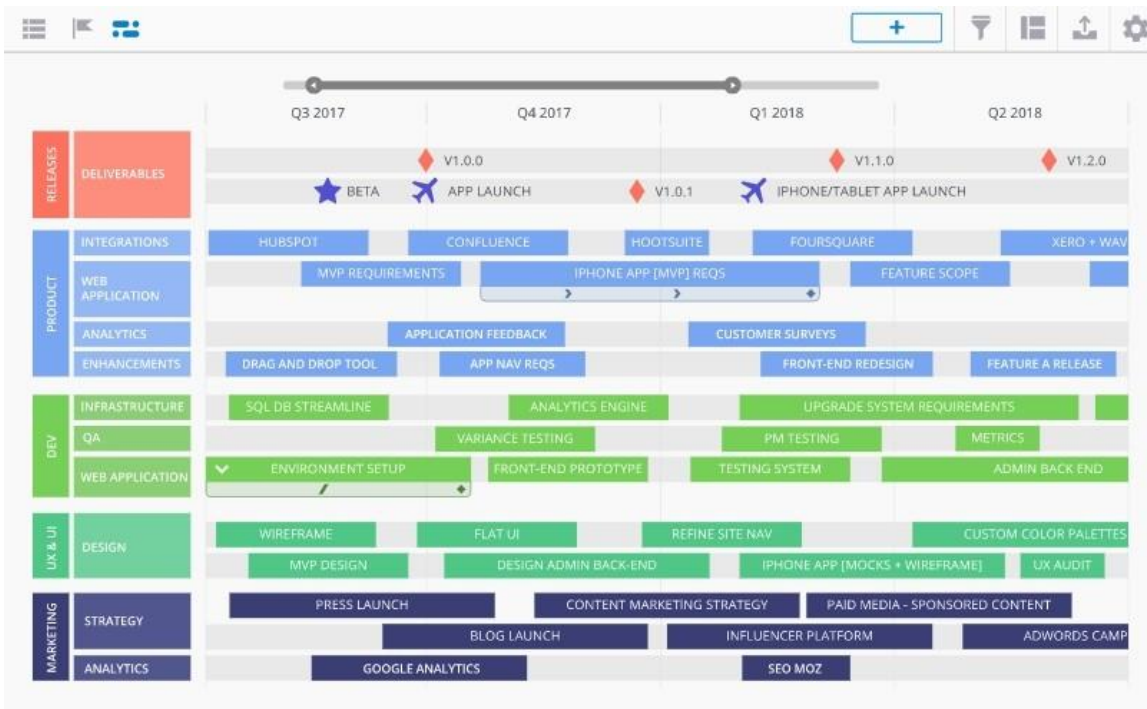 +
Q3 2017 Q4 2017 Q1 2018 Q2 2018
RELEASES
DELIVERABLES
V1.0.0 V1.1.0 V1.2.0
BETA APP LAUNCH V1.0.1 IPHONE/TABLET APP LAUNCH
PRODUCT
INTEGRATIONS HUBSPOT CONFLUENCE HOOTSUITE FOURSQUARE XERO + WAV
WEB
APPLICATION
MVP REQUIREMENTS IPHONE APP [MVP] REQS FEATURE SCOPE
ANALYTICS APPLICATION FEEDBACK CUSTOMER SURVEYS
ENHANCEMENTS DRAG AND DROP TOOL APP NAV REQS FRONT-END REDESIGN FEATURE A RELEASE
DEV
INFRASTRUCTURE SQL DB STREAMLINE ANALYTICS ENGINE UPGRADE SYSTEM REQUIREMENTS
QA VARIANCE TESTING PM TESTING METRICS
WEB APPLICATION ENVIRONMENT SETUP FRONT-END PROTOTYPE TESTING SYSTEM ADMIN BACK END
UX & UI
DESIGN
WIREFRAME FLAT UI REFINE SITE NAV CUSTOM COLOR PALETTES
MVP DESIGN DESIGN ADMIN BACK-END IPHONE APP [MOCKS + WIREFRAME] UX AUDIT
MARKETING
STRATEGY
PRESS LAUNCH CONTENT MARKETING STRATEGY PAID MEDIA - SPONSORED CONTENT
BLOG LAUNCH INFLUENCER PLATFORM ADWORDS CAMP
ANALYTICS GOOGLE ANALYTICS SEO MOZ